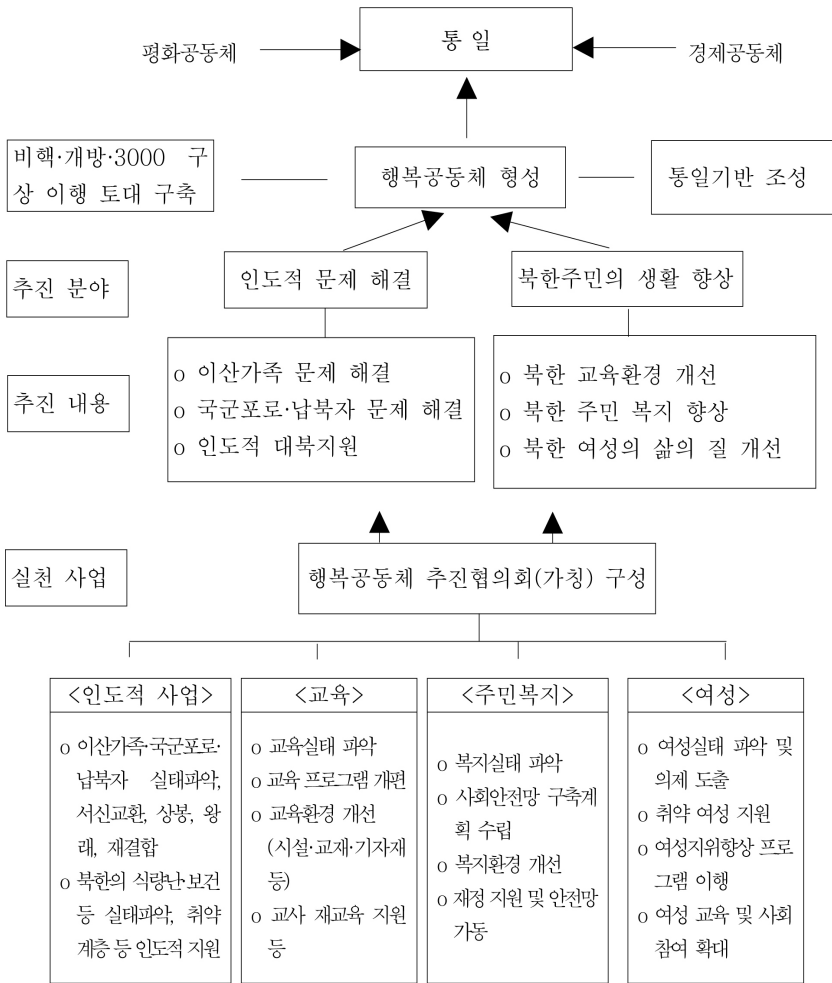 통 일
평화공동체
경제공동체
비핵·개방·3000 구
상 이행 토대 구축
행복공동체 형성
통일기반 조성
추진 분야
인도적 문제 해결
북한주민의 생활 향상
추진 내용
o 이산가족 문제 해결
o 국군포로·납북자 문제 해결
o 인도적 대북지원
o 북한 교육환경 개선
o 북한 주민 복지 향상
o 북한 여성의 삶의 질 개선
실천 사업
행복공동체 추진협의회(가칭) 구성
<인도적 사업>
o 이산가족·국군포로·
납북자 실태파악,
서신교환, 상봉, 왕
래, 재결합
o 북한의 식량난·보건
등 실태파악, 취약
계층 등 인도적 지원
<교육>
o 교육실태 파악
o 교육 프로그램 개편
o 교육환경 개선
(시설·교재·기자재
등)
o 교사 재교육 지원
등
<주민복지>
o 복지실태 파악
o 사회안전망 구축계
획 수립
o 복지환경 개선
o 재정 지원 및 안전망
가동
<여성>
o 여성실태 파악 및
의제 도출
o 취약 여성 지원
o 여성지위향상 프로
그램 이행
o 여성 교육 및 사회
참여 확대